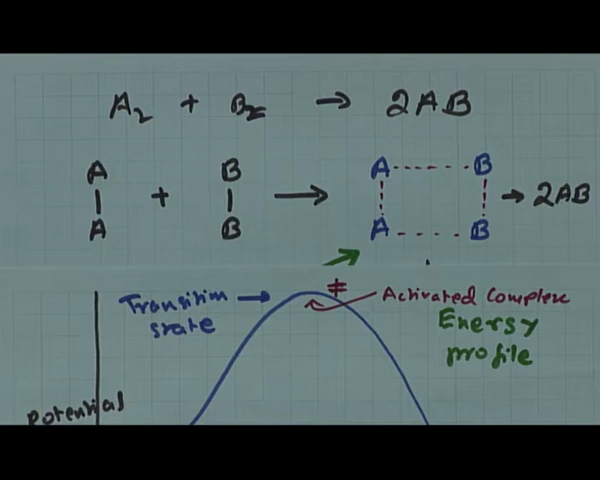 A₂ + B₂ → 2AB
A B A ----- B
| + | → ¦ ¦ → 2AB
A B A ----- B
Transition → ≠ Activated Complex
state Energy
profile
Potential